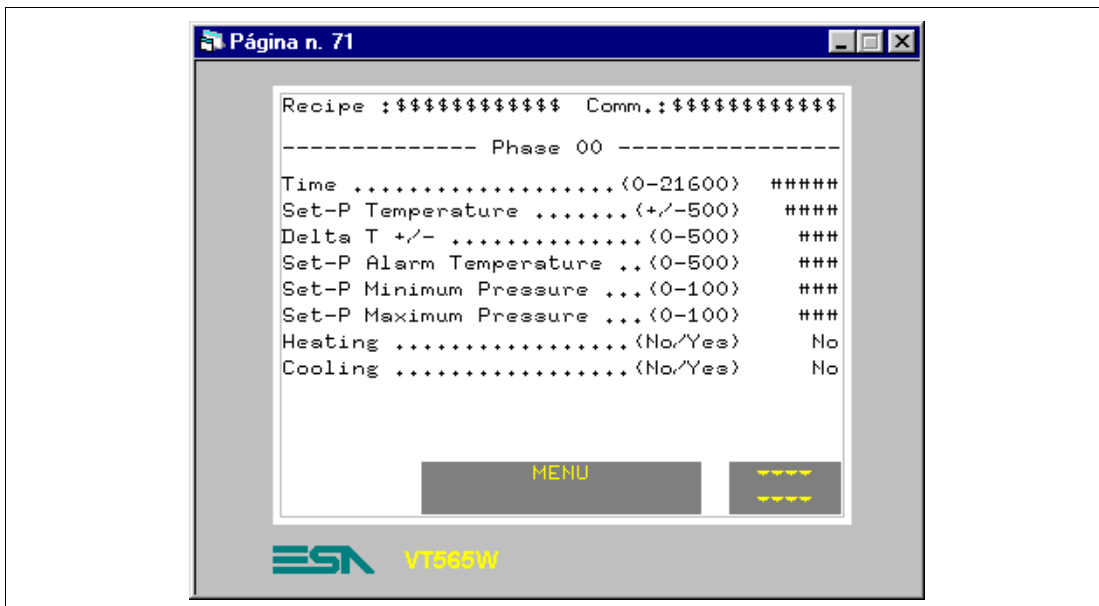 Página n. 71
Recipe :$$$$$$$$$$$$ Comm.:$$$$$$$$$$$$
-------------- Phase 00 ----------------
Time ...................(0-21600) #####
Set-P Temperature .......(+/-500) ####
Delta T +/- ..............(0-500) ###
Set-P Alarm Temperature ..(0-500) ###
Set-P Minimum Pressure ...(0-100) ###
Set-P Maximum Pressure ...(0-100) ###
Heating .................(No/Yes) No
Cooling .................(No/Yes) No
MENU
ESA VT565W